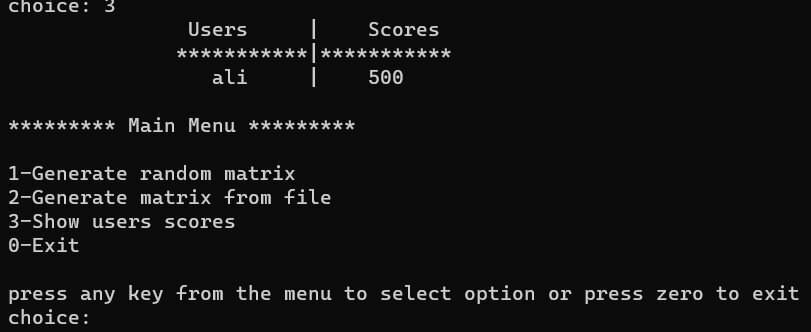 choice: 3
Users | Scores
***********|***********
ali | 500
********* Main Menu *********
1-Generate random matrix
2-Generate matrix from file
3-Show users scores
0-Exit
press any key from the menu to select option or press zero to exit
choice: